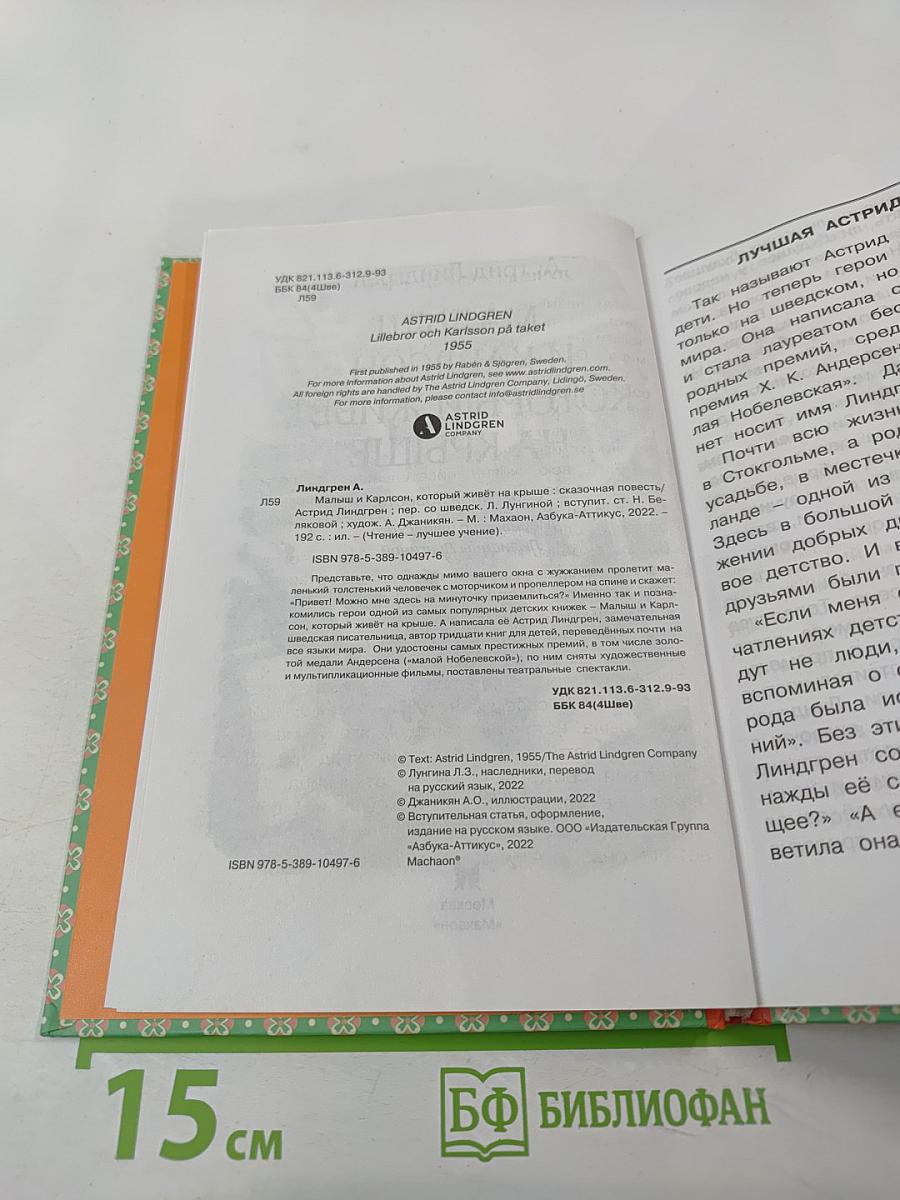 УДК 821.113.6-312.9-93
ББК 84(4Шве)
Л59
ASTRID LINDGREN
Lillebror och Karlsson på taket
1955
First published in 1955 by Rabén & Sjögren, Sweden.
For more information about Astrid Lindgren, see www.astridlindgren.com.
All foreign rights are handled by The Astrid Lindgren Company, Lidingö, Sweden.
For more information, please contact info@astridlindgren.se
ASTRID
LINDGREN
COMPANY
Линдгрен А.
Л59 Малыш и Карлсон, который живёт на крыше : сказочная повесть/
Астрид Линдгрен ; пер. со шведск. Л. Лунгиной ; вступит. ст. Н. Бе-
ляковой ; худож. А. Джаникян. – М. : Махаон, Азбука-Аттикус, 2022. –
192 с. : ил. – (Чтение – лучшее учение).
ISBN 978-5-389-10497-6
Представьте, что однажды мимо вашего окна с жужжанием пролетит ма-
ленький толстенький человечек с моторчиком и пропеллером на спине и скажет:
«Привет! Можно мне здесь на минуточку приземлиться?» Именно так и позна-
комились герои одной из самых популярных детских книжек – Малыш и Карл-
сон, который живёт на крыше. А написала её Астрид Линдгрен, замечательная
шведская писательница, автор тридцати книг для детей, переведённых почти на
все языки мира. Они удостоены самых престижных премий, в том числе золо-
той медали Андерсена («малой Нобелевской»), по ним сняты художественные
и мультипликационные фильмы, поставлены театральные спектакли.
УДК 821.113.6-312.9-93
ББК 84(4Шве)
© Text: Astrid Lindgren, 1955/The Astrid Lindgren Company
© Лунгина Л.З., наследники, перевод
на русский язык, 2022
© Джаникян А.О., иллюстрации, 2022
© Вступительная статья, оформление,
издание на русском языке. ООО «Издательская Группа
«Азбука-Аттикус», 2022
ISBN 978-5-389-10497-6 Machaon®
ЛУЧШАЯ АСТРИД
Так называют Астрид
дети. Но теперь герои
только на шведском, но
мира. Она написала
и стала лауреатом бес
родных премий, сред
премия Х. К. Андерсен
лая Нобелевская». Да
нет носит имя Линдг
Почти всю жизнь
в Стокгольме, а род
усадьбе, в местечк
ланде – одной из
Здесь в большой
жении добрых д
вое детство. И в
друзьями были п
«Если меня с
чатлениях детст
дут не люди,
вспоминая о с
рода была ис
ний». Без эти
Линдгрен со
нажды её с
щее?» «А е
ветила она
15 см
БФ БИБЛИОФАН